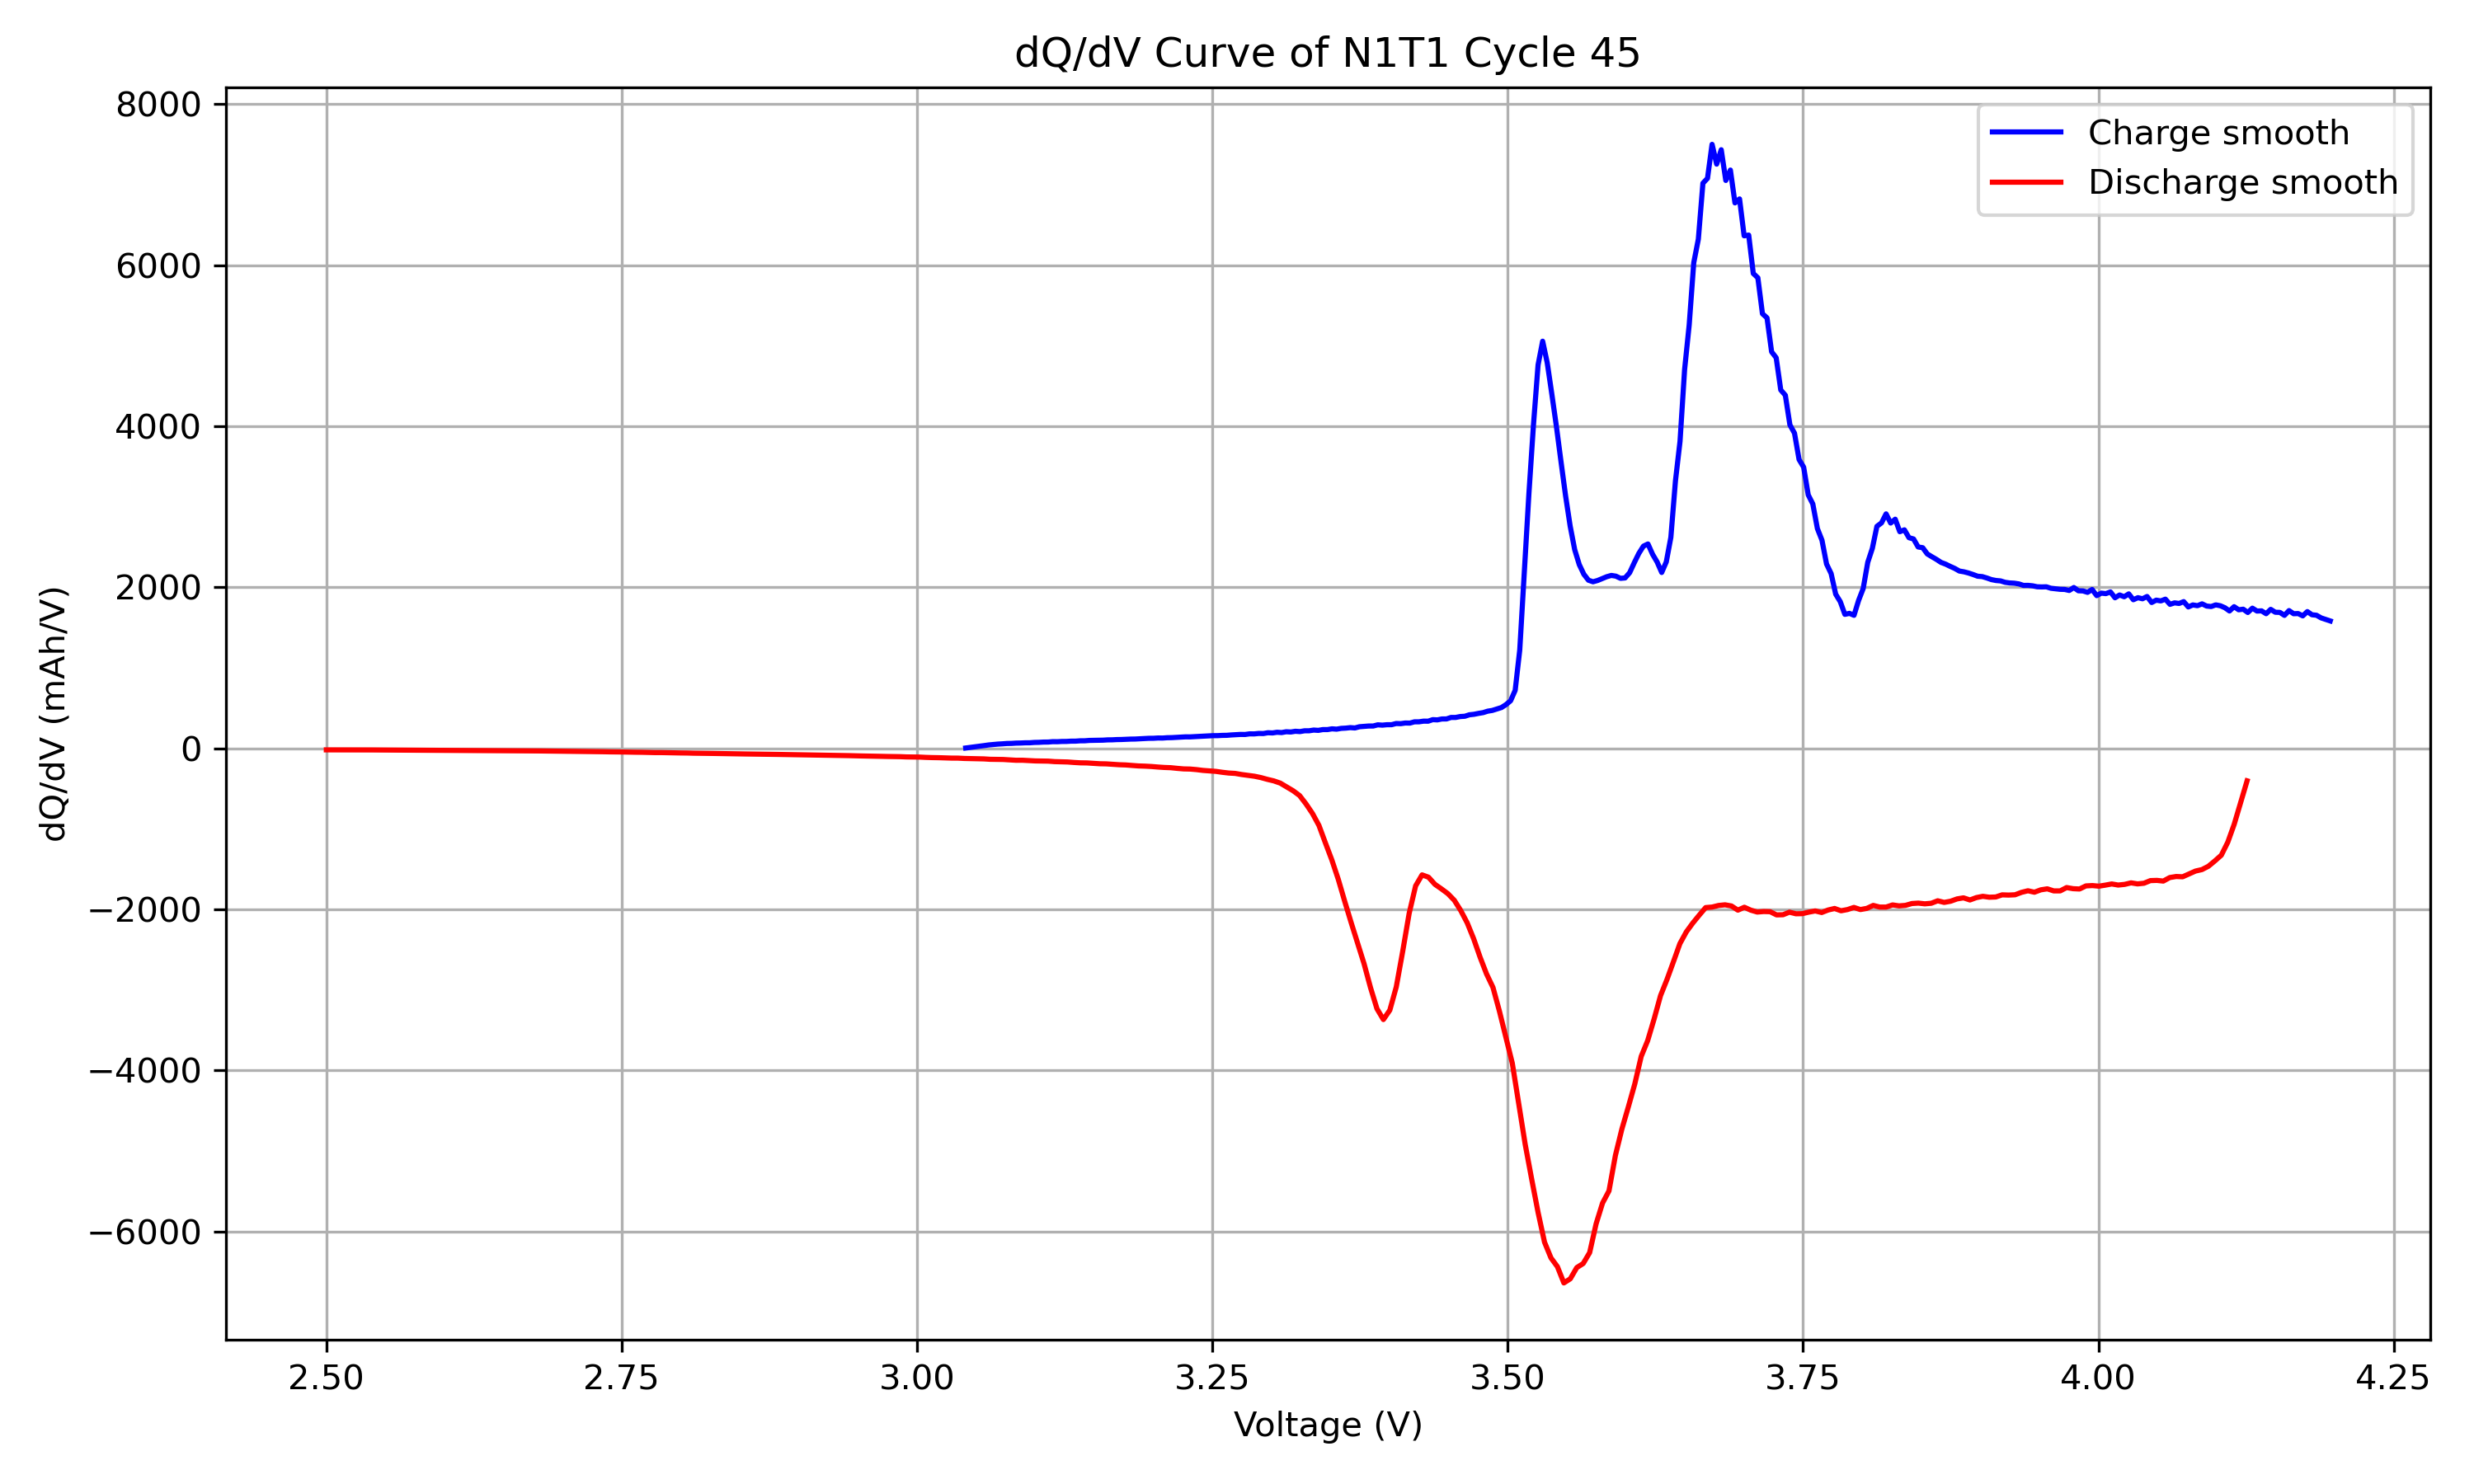 dQ/dV Curve of N1T1 Cycle 45
Charge smooth
Discharge smooth
dQ/dV (mAh/V)
8000
6000
4000
2000
0
−2000
−4000
−6000
2.50 2.75 3.00 3.25 3.50 3.75 4.00 4.25
Voltage (V)